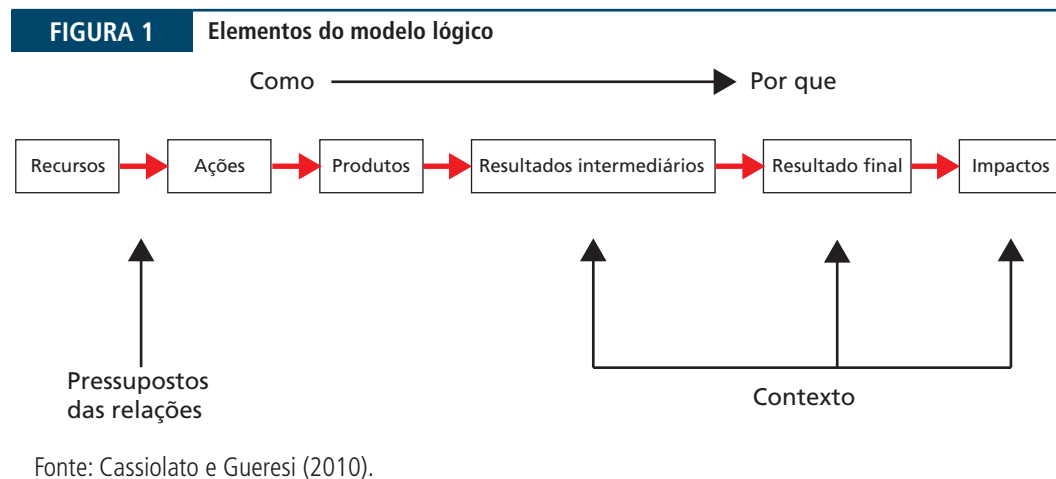 FIGURA 1
Elementos do modelo lógico
Como
Por que
Recursos
Ações
Produtos
Resultados intermediários
Resultado final
Impactos
Pressupostos
das relações
Contexto
Fonte: Cassiolato e Gueresi (2010).